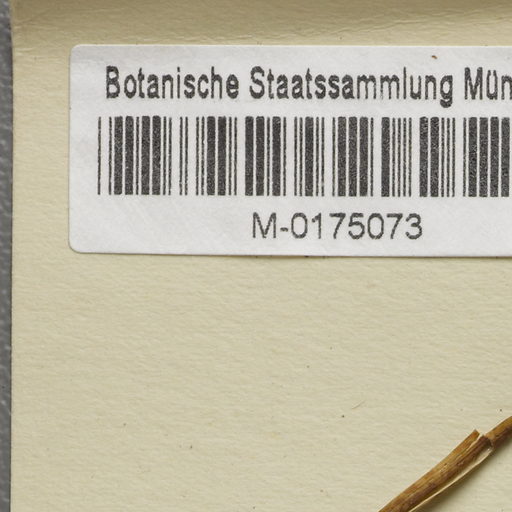 Botanische Staatssammlung Mün
M-0175073